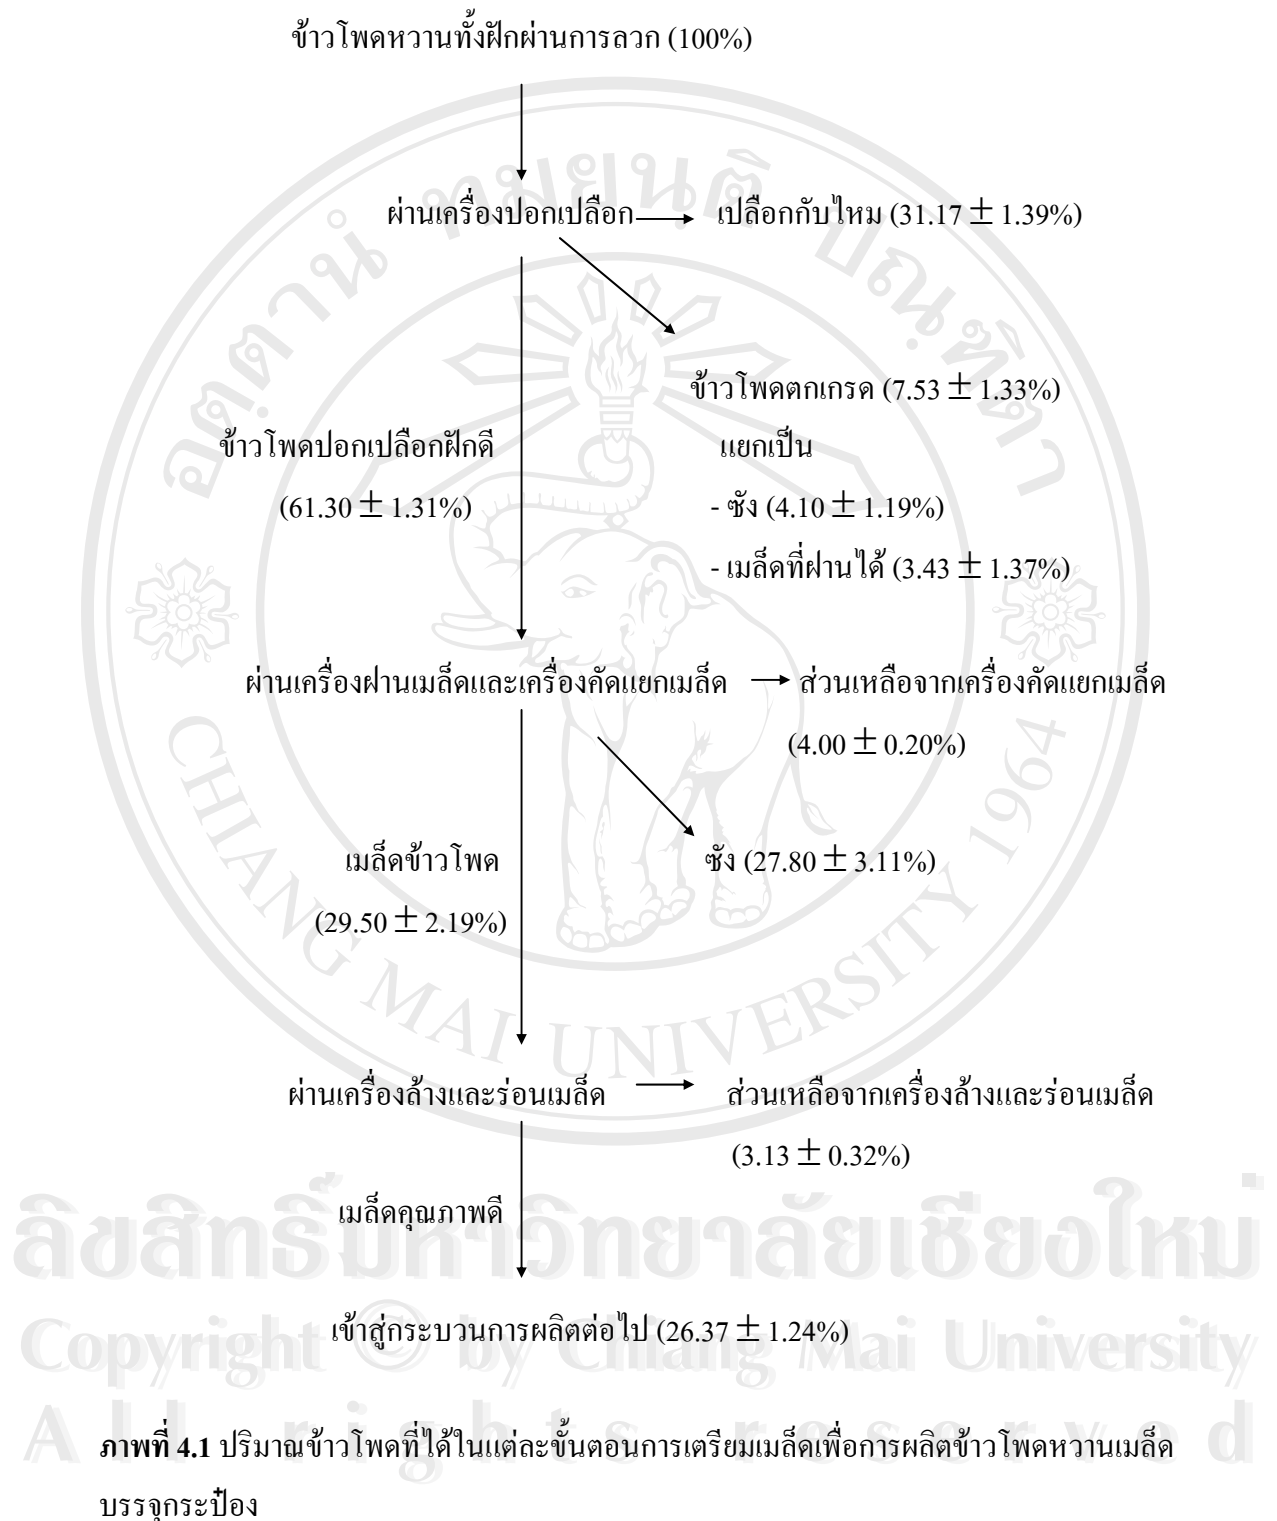 ข้าวโพดหวานทั้งฝักผ่านการลวก (100%)
ผ่านเครื่องปอกเปลือก
เปลือกกับไหม (31.17 ± 1.39%)
ข้าวโพดตกเกรด (7.53 ± 1.33%)
แยกเป็น
- ซัง (4.10 ± 1.19%)
- เมล็ดที่ฝานได้ (3.43 ± 1.37%)
ข้าวโพดปอกเปลือกฝักดี
(61.30 ± 1.31%)
ผ่านเครื่องฝานเมล็ดและเครื่องคัดแยกเมล็ด
ส่วนเหลือจากเครื่องคัดแยกเมล็ด
(4.00 ± 0.20%)
ซัง (27.80 ± 3.11%)
เมล็ดข้าวโพด
(29.50 ± 2.19%)
ผ่านเครื่องล้างและร่อนเมล็ด
ส่วนเหลือจากเครื่องล้างและร่อนเมล็ด
(3.13 ± 0.32%)
เมล็ดคุณภาพดี
เข้าสู่กระบวนการผลิตต่อไป (26.37 ± 1.24%)
ภาพที่ 4.1 ปริมาณข้าวโพดที่ได้ในแต่ละขั้นตอนการเตรียมเมล็ดเพื่อการผลิตข้าวโพดหวานเมล็ด
บรรจุกระป๋อง
อตฺตานํ ทมยนฺติ ปณฺฑิตา
CHIANG MAI UNIVERSITY 1964
ลิขสิทธิ์มหาวิทยาลัยเชียงใหม่
Copyright © by Chiang Mai University
All rights reserved